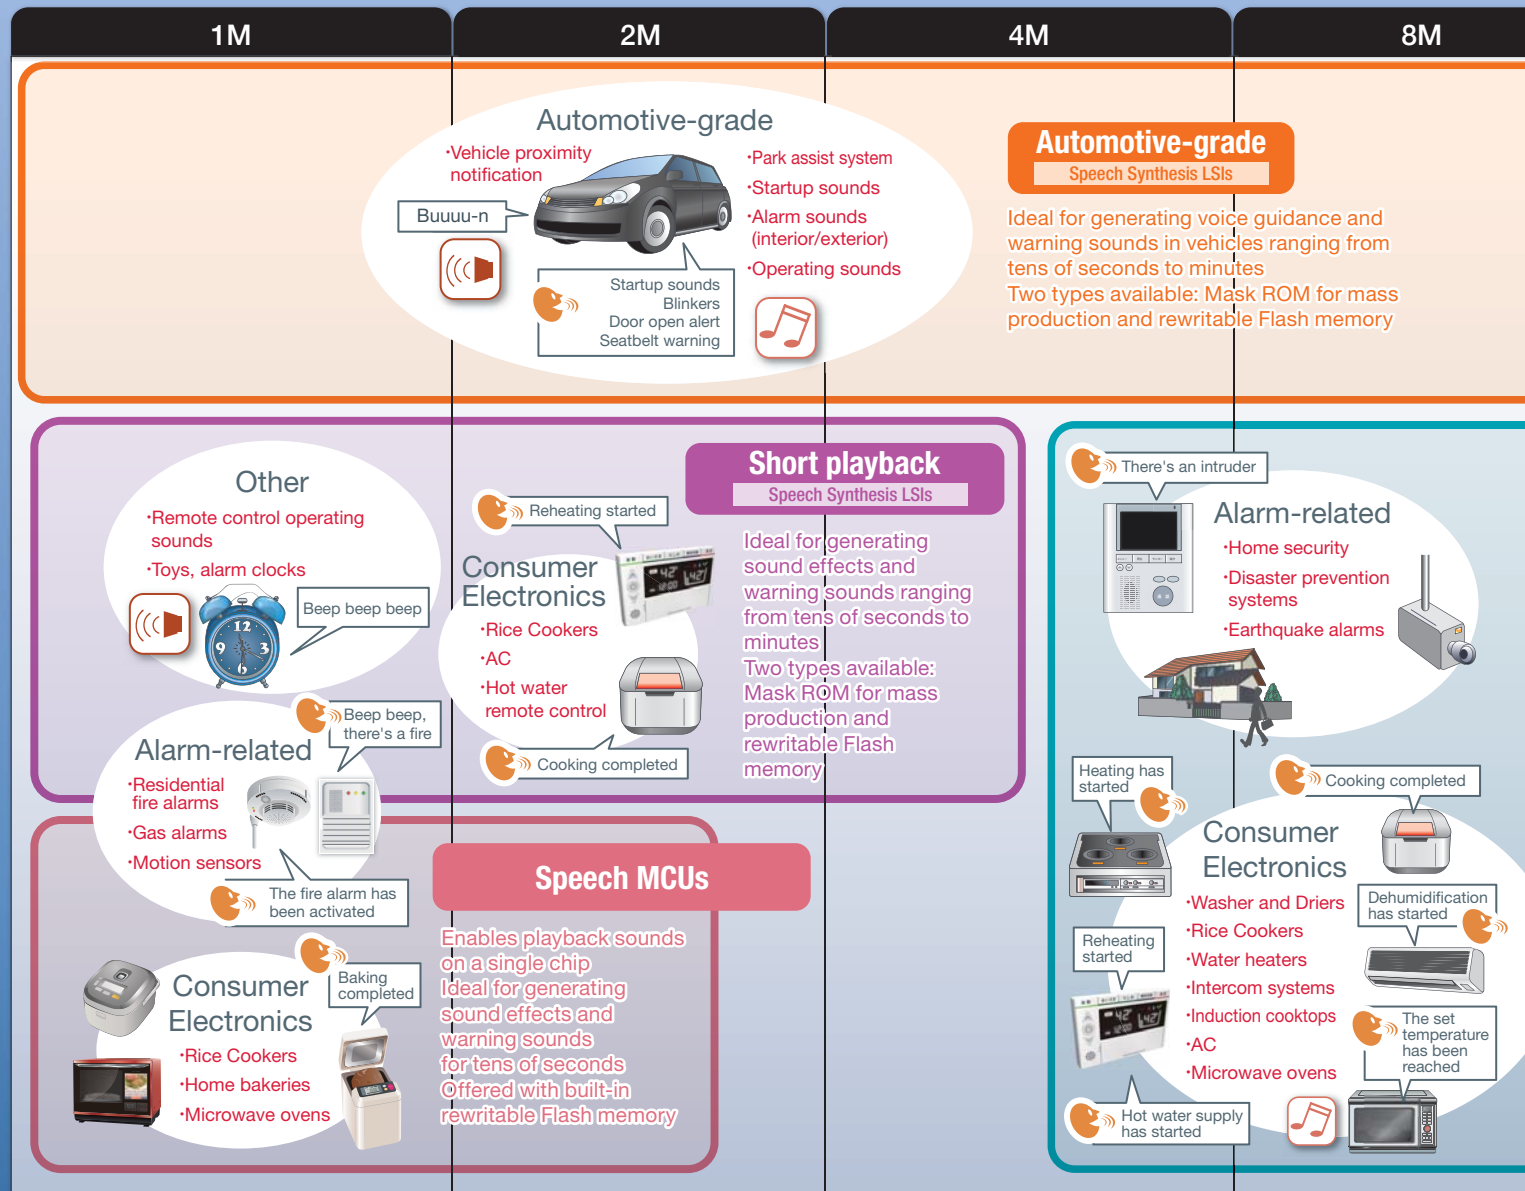 1M
2M
4M
8M
Automotive-grade
·Vehicle proximity
notification
Buuuu-n
·Park assist system
·Startup sounds
·Alarm sounds
(interior/exterior)
·Operating sounds
Startup sounds
Blinkers
Door open alert
Seatbelt warning
Automotive-grade
Speech Synthesis LSIs
Ideal for generating voice guidance and
warning sounds in vehicles ranging from
tens of seconds to minutes
Two types available: Mask ROM for mass
production and rewritable Flash memory
Other
·Remote control operating
sounds
·Toys, alarm clocks
12
9
3
6
Beep beep beep
Reheating started
Consumer
Electronics
·Rice Cookers
·AC
·Hot water
remote control
Cooking completed
Short playback
Speech Synthesis LSIs
Ideal for generating
sound effects and
warning sounds ranging
from tens of seconds to
minutes
Two types available:
Mask ROM for mass
production and
rewritable Flash
memory
Beep beep,
there's a fire
Alarm-related
·Residential
fire alarms
·Gas alarms
·Motion sensors
The fire alarm has
been activated
Speech MCUs
Enables playback sounds
on a single chip
Ideal for generating
sound effects and
warning sounds
for tens of seconds
Offered with built-in
rewritable Flash memory
Baking
completed
Consumer
Electronics
·Rice Cookers
·Home bakeries
·Microwave ovens
There's an intruder
Alarm-related
·Home security
·Disaster prevention
systems
·Earthquake alarms
Heating has
started
Cooking completed
Consumer
Electronics
·Washer and Driers
·Rice Cookers
·Water heaters
·Intercom systems
·Induction cooktops
·AC
·Microwave ovens
Dehumidification
has started
Reheating
started
The set
temperature
has been
reached
Hot water supply
has started